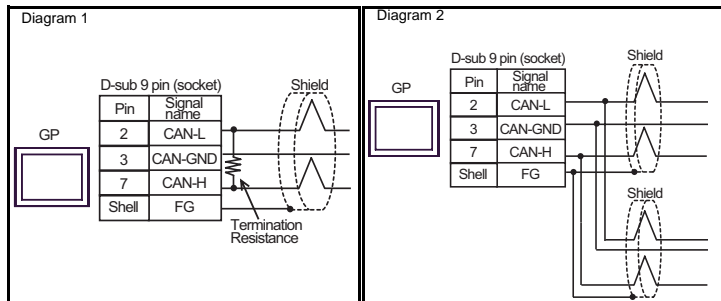 Diagram 1
D-sub 9 pin (socket)
Shield
Pin
Signal
name
GP
2
CAN-L
3
CAN-GND
7
CAN-H
Shell
FG
Termination
Resistance
Diagram 2
D-sub 9 pin (socket)
Shield
GP
Pin
Signal
name
2
CAN-L
3
CAN-GND
7
CAN-H
Shell
FG
Shield